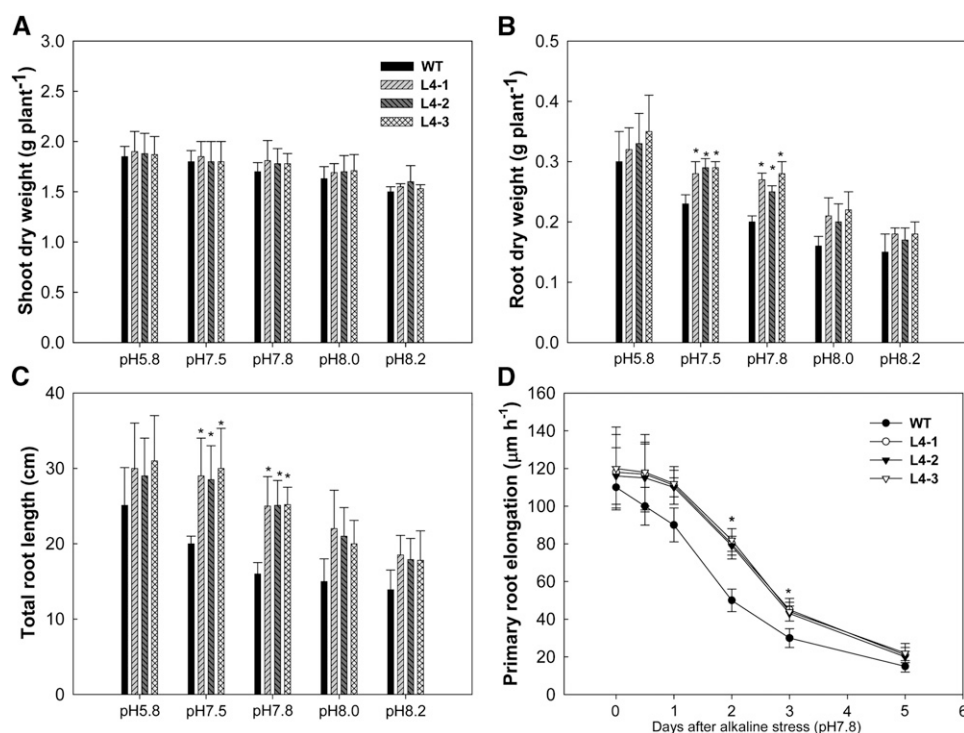 A
Shoot dry weight (g plant⁻¹)
3.0
2.5
2.0
1.5
1.0
0.5
0.0
WT
L4-1
L4-2
L4-3
pH5.8 pH7.5 pH7.8 pH8.0 pH8.2
B
Root dry weight (g plant⁻¹)
0.5
0.4
0.3
0.2
0.1
0.0
* * * * * *
pH5.8 pH7.5 pH7.8 pH8.0 pH8.2
C
Total root length (cm)
40
30
20
10
0
* * * * * *
pH5.8 pH7.5 pH7.8 pH8.0 pH8.2
D
Primary root elongation (μm h⁻¹)
160
140
120
100
80
60
40
20
0
WT
L4-1
L4-2
L4-3
* *
0 1 2 3 4 5 6
Days after alkaline stress (pH7.8)